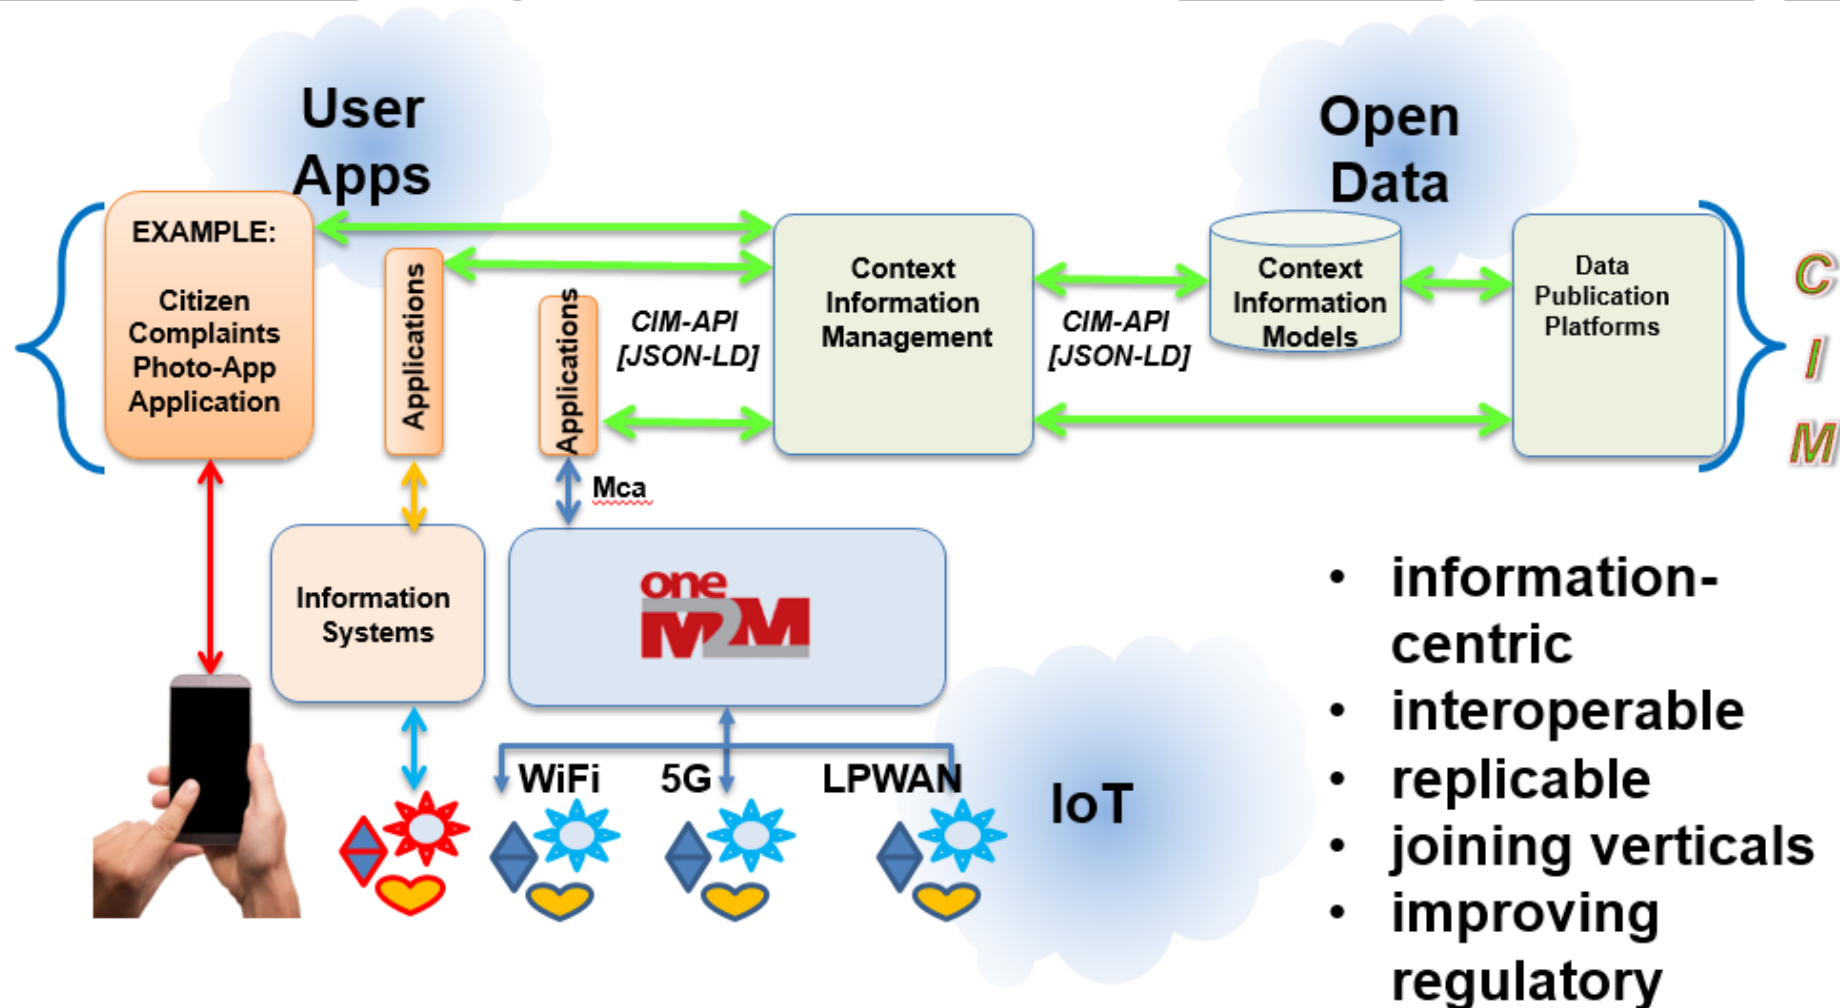 User
Apps
Open
Data
EXAMPLE:
Citizen
Complaints
Photo-App
Application
Applications
Applications
CIM-API
[JSON-LD]
Context
Information
Management
CIM-API
[JSON-LD]
Context
Information
Models
Data
Publication
Platforms
C
I
M
Mca
Information
Systems
one
M2M
WiFi
5G
LPWAN
IoT
• information-
centric
• interoperable
• replicable
• joining verticals
• improving
regulatory